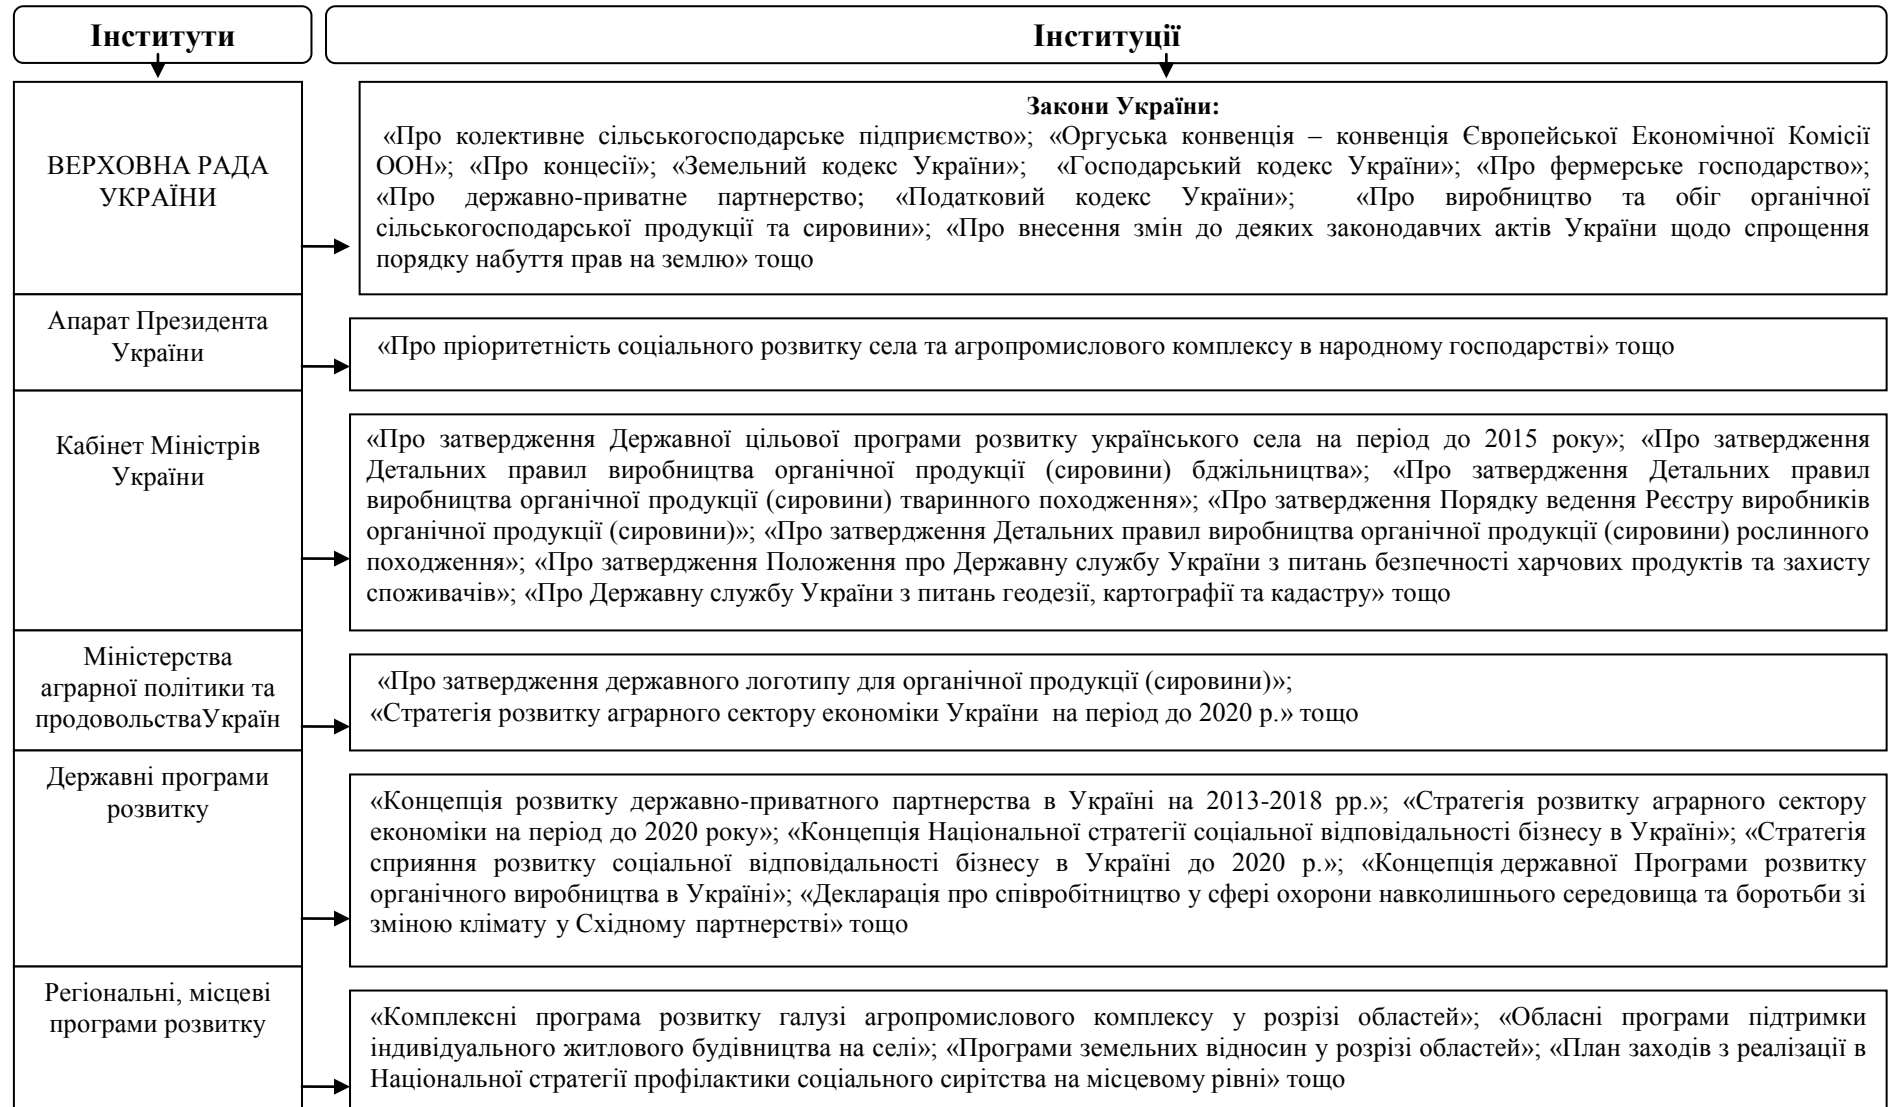 Інститути
Інституції
ВЕРХОВНА РАДА
УКРАЇНИ
Закони України:
«Про колективне сільськогосподарське підприємство»; «Оргуська конвенція – конвенція Європейської Економічної Комісії
ООН»; «Про концесії»; «Земельний кодекс України»; «Господарський кодекс України»; «Про фермерське господарство»;
«Про державно-приватне партнерство; «Податковий кодекс України»; «Про виробництво та обіг органічної
сільськогосподарської продукції та сировини»; «Про внесення змін до деяких законодавчих актів України щодо спрощення
порядку набуття прав на землю» тощо
Апарат Президента
України
«Про пріоритетність соціального розвитку села та агропромислового комплексу в народному господарстві» тощо
Кабінет Міністрів
України
«Про затвердження Державної цільової програми розвитку українського села на період до 2015 року»; «Про затвердження
Детальних правил виробництва органічної продукції (сировини) бджільництва»; «Про затвердження Детальних правил
виробництва органічної продукції (сировини) тваринного походження»; «Про затвердження Порядку ведення Реєстру виробників
органічної продукції (сировини)»; «Про затвердження Детальних правил виробництва органічної продукції (сировини) рослинного
походження»; «Про затвердження Положення про Державну службу України з питань безпечності харчових продуктів та захисту
споживачів»; «Про Державну службу України з питань геодезії, картографії та кадастру» тощо
Міністерства
аграрної політики та
продовольстваУкраїн
«Про затвердження державного логотипу для органічної продукції (сировини)»;
«Стратегія розвитку аграрного сектору економіки України на період до 2020 р.» тощо
Державні програми
розвитку
«Концепція розвитку державно-приватного партнерства в Україні на 2013-2018 рр.»; «Стратегія розвитку аграрного сектору
економіки на період до 2020 року»; «Концепція Національної стратегії соціальної відповідальності бізнесу в Україні»; «Стратегія
сприяння розвитку соціальної відповідальності бізнесу в Україні до 2020 р.»; «Концепція державної Програми розвитку
органічного виробництва в Україні»; «Декларація про співробітництво у сфері охорони навколишнього середовища та боротьби зі
зміною клімату у Східному партнерстві» тощо
Регіональні, місцеві
програми розвитку
«Комплексні програма розвитку галузі агропромислового комплексу у розрізі областей»; «Обласні програми підтримки
індивідуального житлового будівництва на селі»; «Програми земельних відносин у розрізі областей»; «План заходів з реалізації в
Національної стратегії профілактики соціального сирітства на місцевому рівні» тощо